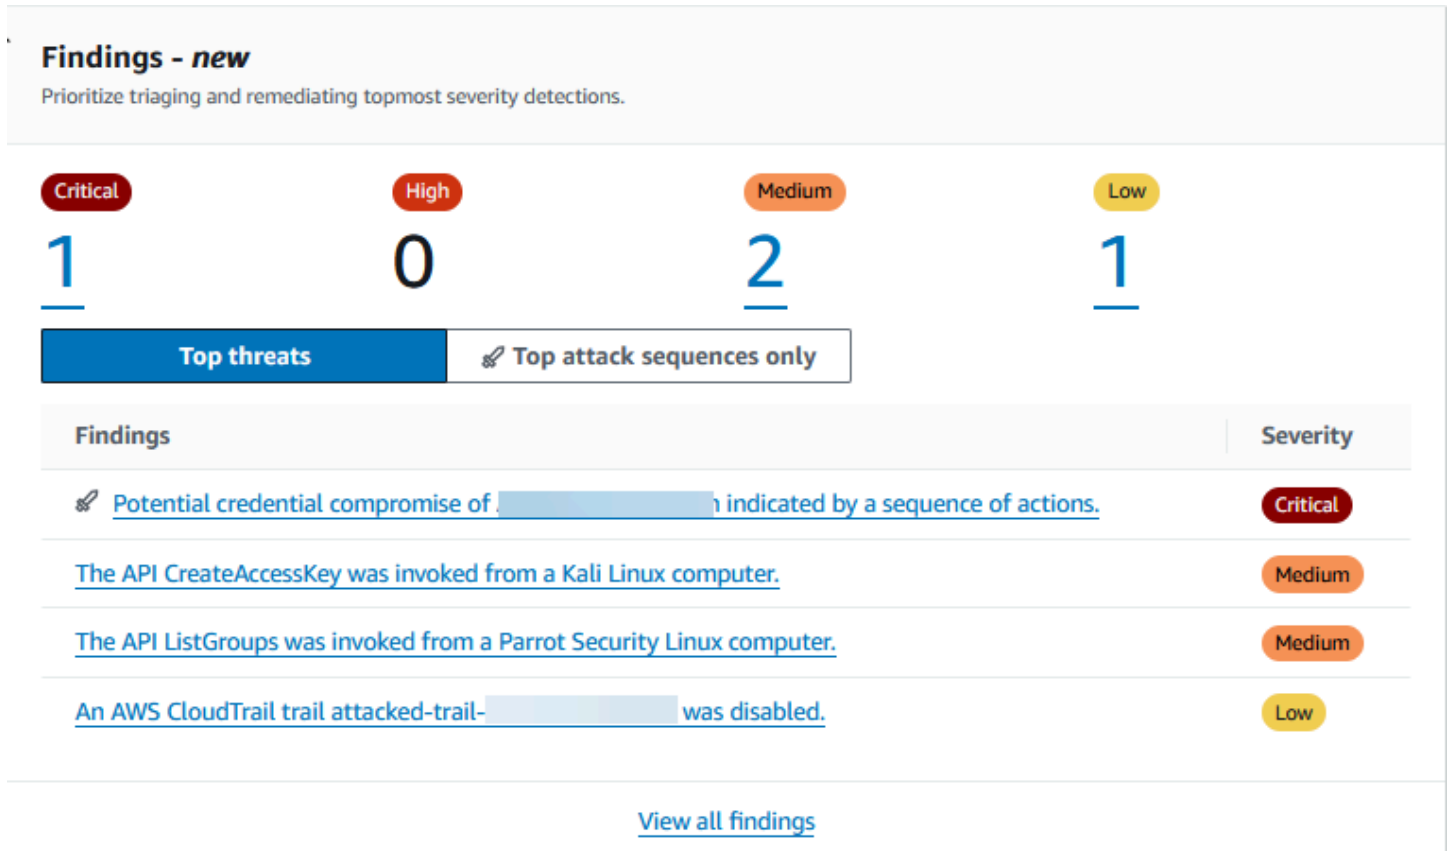 Findings - new
Prioritize triaging and remediating topmost severity detections.
Critical High Medium Low
1 0 2 1
Top threats Top attack sequences only
Findings Severity
Potential credential compromise of indicated by a sequence of actions. Critical
The API CreateAccessKey was invoked from a Kali Linux computer. Medium
The API ListGroups was invoked from a Parrot Security Linux computer. Medium
An AWS CloudTrail trail attacked-trail- was disabled. Low
View all findings